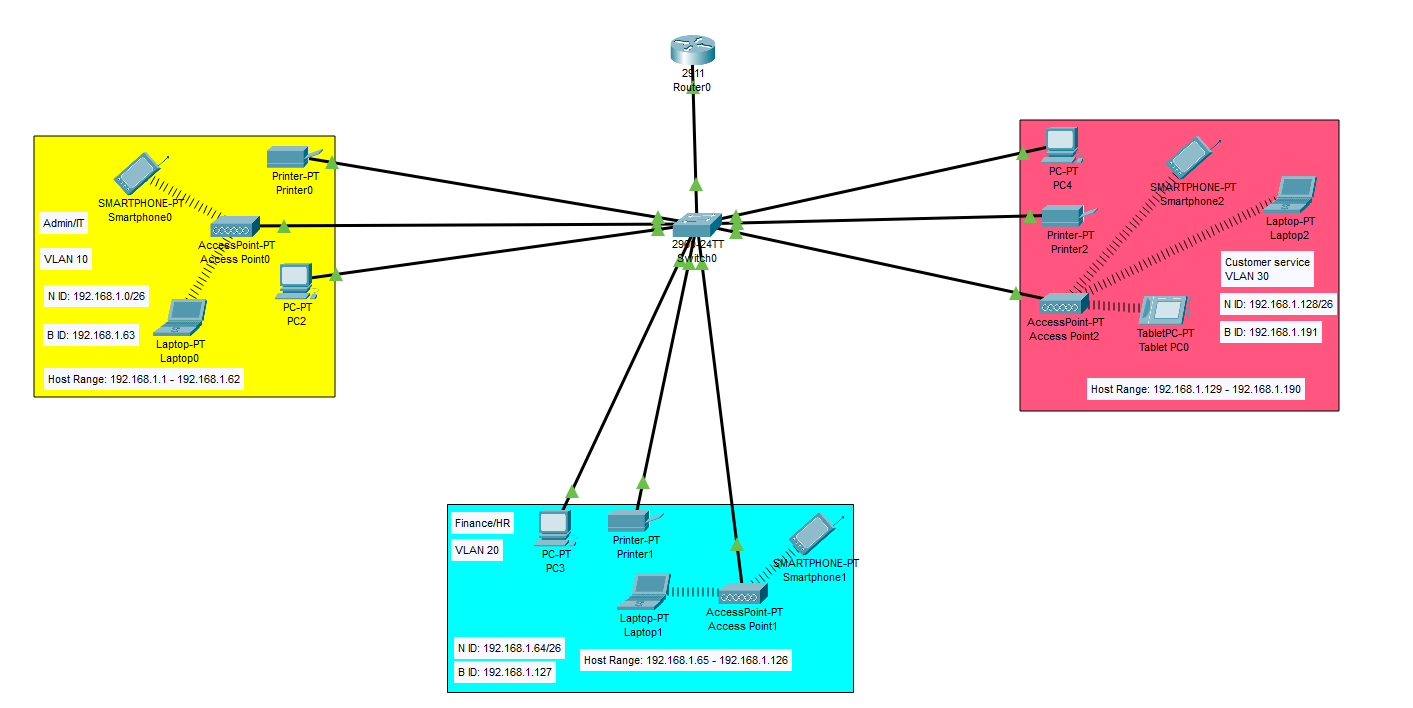 2911
Router0
Printer-PT
Printer0
SMARTPHONE-PT
Smartphone0
Admin/IT
AccessPoint-PT
Access Point0
VLAN 10
N ID: 192.168.1.0/26
PC-PT
PC2
B ID: 192.168.1.63
Laptop-PT
Laptop0
Host Range: 192.168.1.1 - 192.168.1.62
2960-24TT
Switch0
PC-PT
PC4
SMARTPHONE-PT
Smartphone2
Laptop-PT
Laptop2
Printer-PT
Printer2
Customer service
VLAN 30
N ID: 192.168.1.128/26
AccessPoint-PT
Access Point2
TabletPC-PT
Tablet PC0
B ID: 192.168.1.191
Host Range: 192.168.1.129 - 192.168.1.190
Finance/HR
VLAN 20
PC-PT
PC3
Printer-PT
Printer1
SMARTPHONE-PT
Smartphone1
Laptop-PT
Laptop1
AccessPoint-PT
Access Point1
N ID: 192.168.1.64/26
B ID: 192.168.1.127
Host Range: 192.168.1.65 - 192.168.1.126